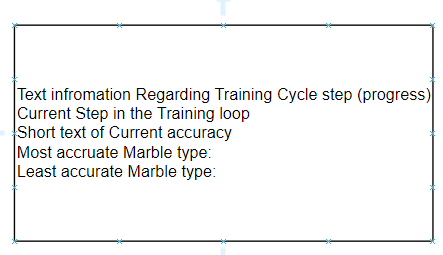 Text infromation Regarding Training Cycle step (progress)
Current Step in the Training loop
Short text of Current accuracy
Most accruate Marble type:
Least accurate Marble type: